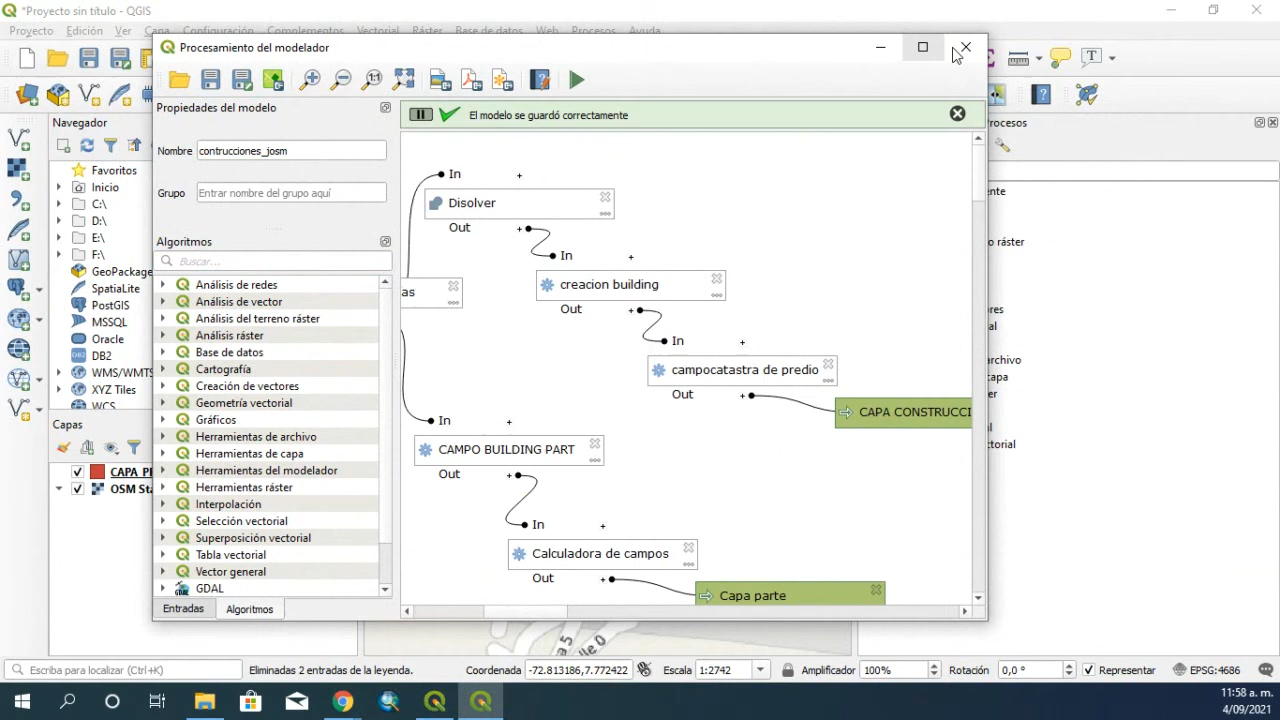 *Proyecto sin título - QGIS
Procesamiento del modelador
Propiedades del modelo
Nombre contrucciones_josm
Grupo Entrar nombre del grupo aquí
Algoritmos
Buscar...
Análisis de redes
Análisis de vector
Análisis del terreno ráster
Análisis ráster
Base de datos
Cartografía
Creación de vectores
Geometría vectorial
Gráficos
Herramientas de archivo
Herramientas de capa
Herramientas del modelador
Herramientas ráster
Interpolación
Selección vectorial
Superposición vectorial
Tabla vectorial
Vector general
GDAL
Entradas Algoritmos
El modelo se guardó correctamente
In
Disolver
Out
In
creacion building
Out
as
In
campocatastra de predio
Out
CAPA CONSTRUCCI
In
CAMPO BUILDING PART
Out
In
Calculadora de campos
Out
Capa parte
Navegador
Favoritos
Inicio
C:\
D:\
E:\
F:\
GeoPackage
SpatiaLite
PostGIS
MSSQL
Oracle
DB2
WMS/WMTS
XYZ Tiles
WCS
Capas
CAPA P
OSM Sta
Procesos
ente
o ráster
ores
al
archivo
capa
er
al
ectorial
Escriba para localizar (Ctrl+K) Eliminadas 2 entradas de la leyenda. Coordenada -72.813186,7.772422 Escala 1:2742 Amplificador 100% Rotación 0,0 ° Representar EPSG:4686
11:58 a. m.
4/09/2021